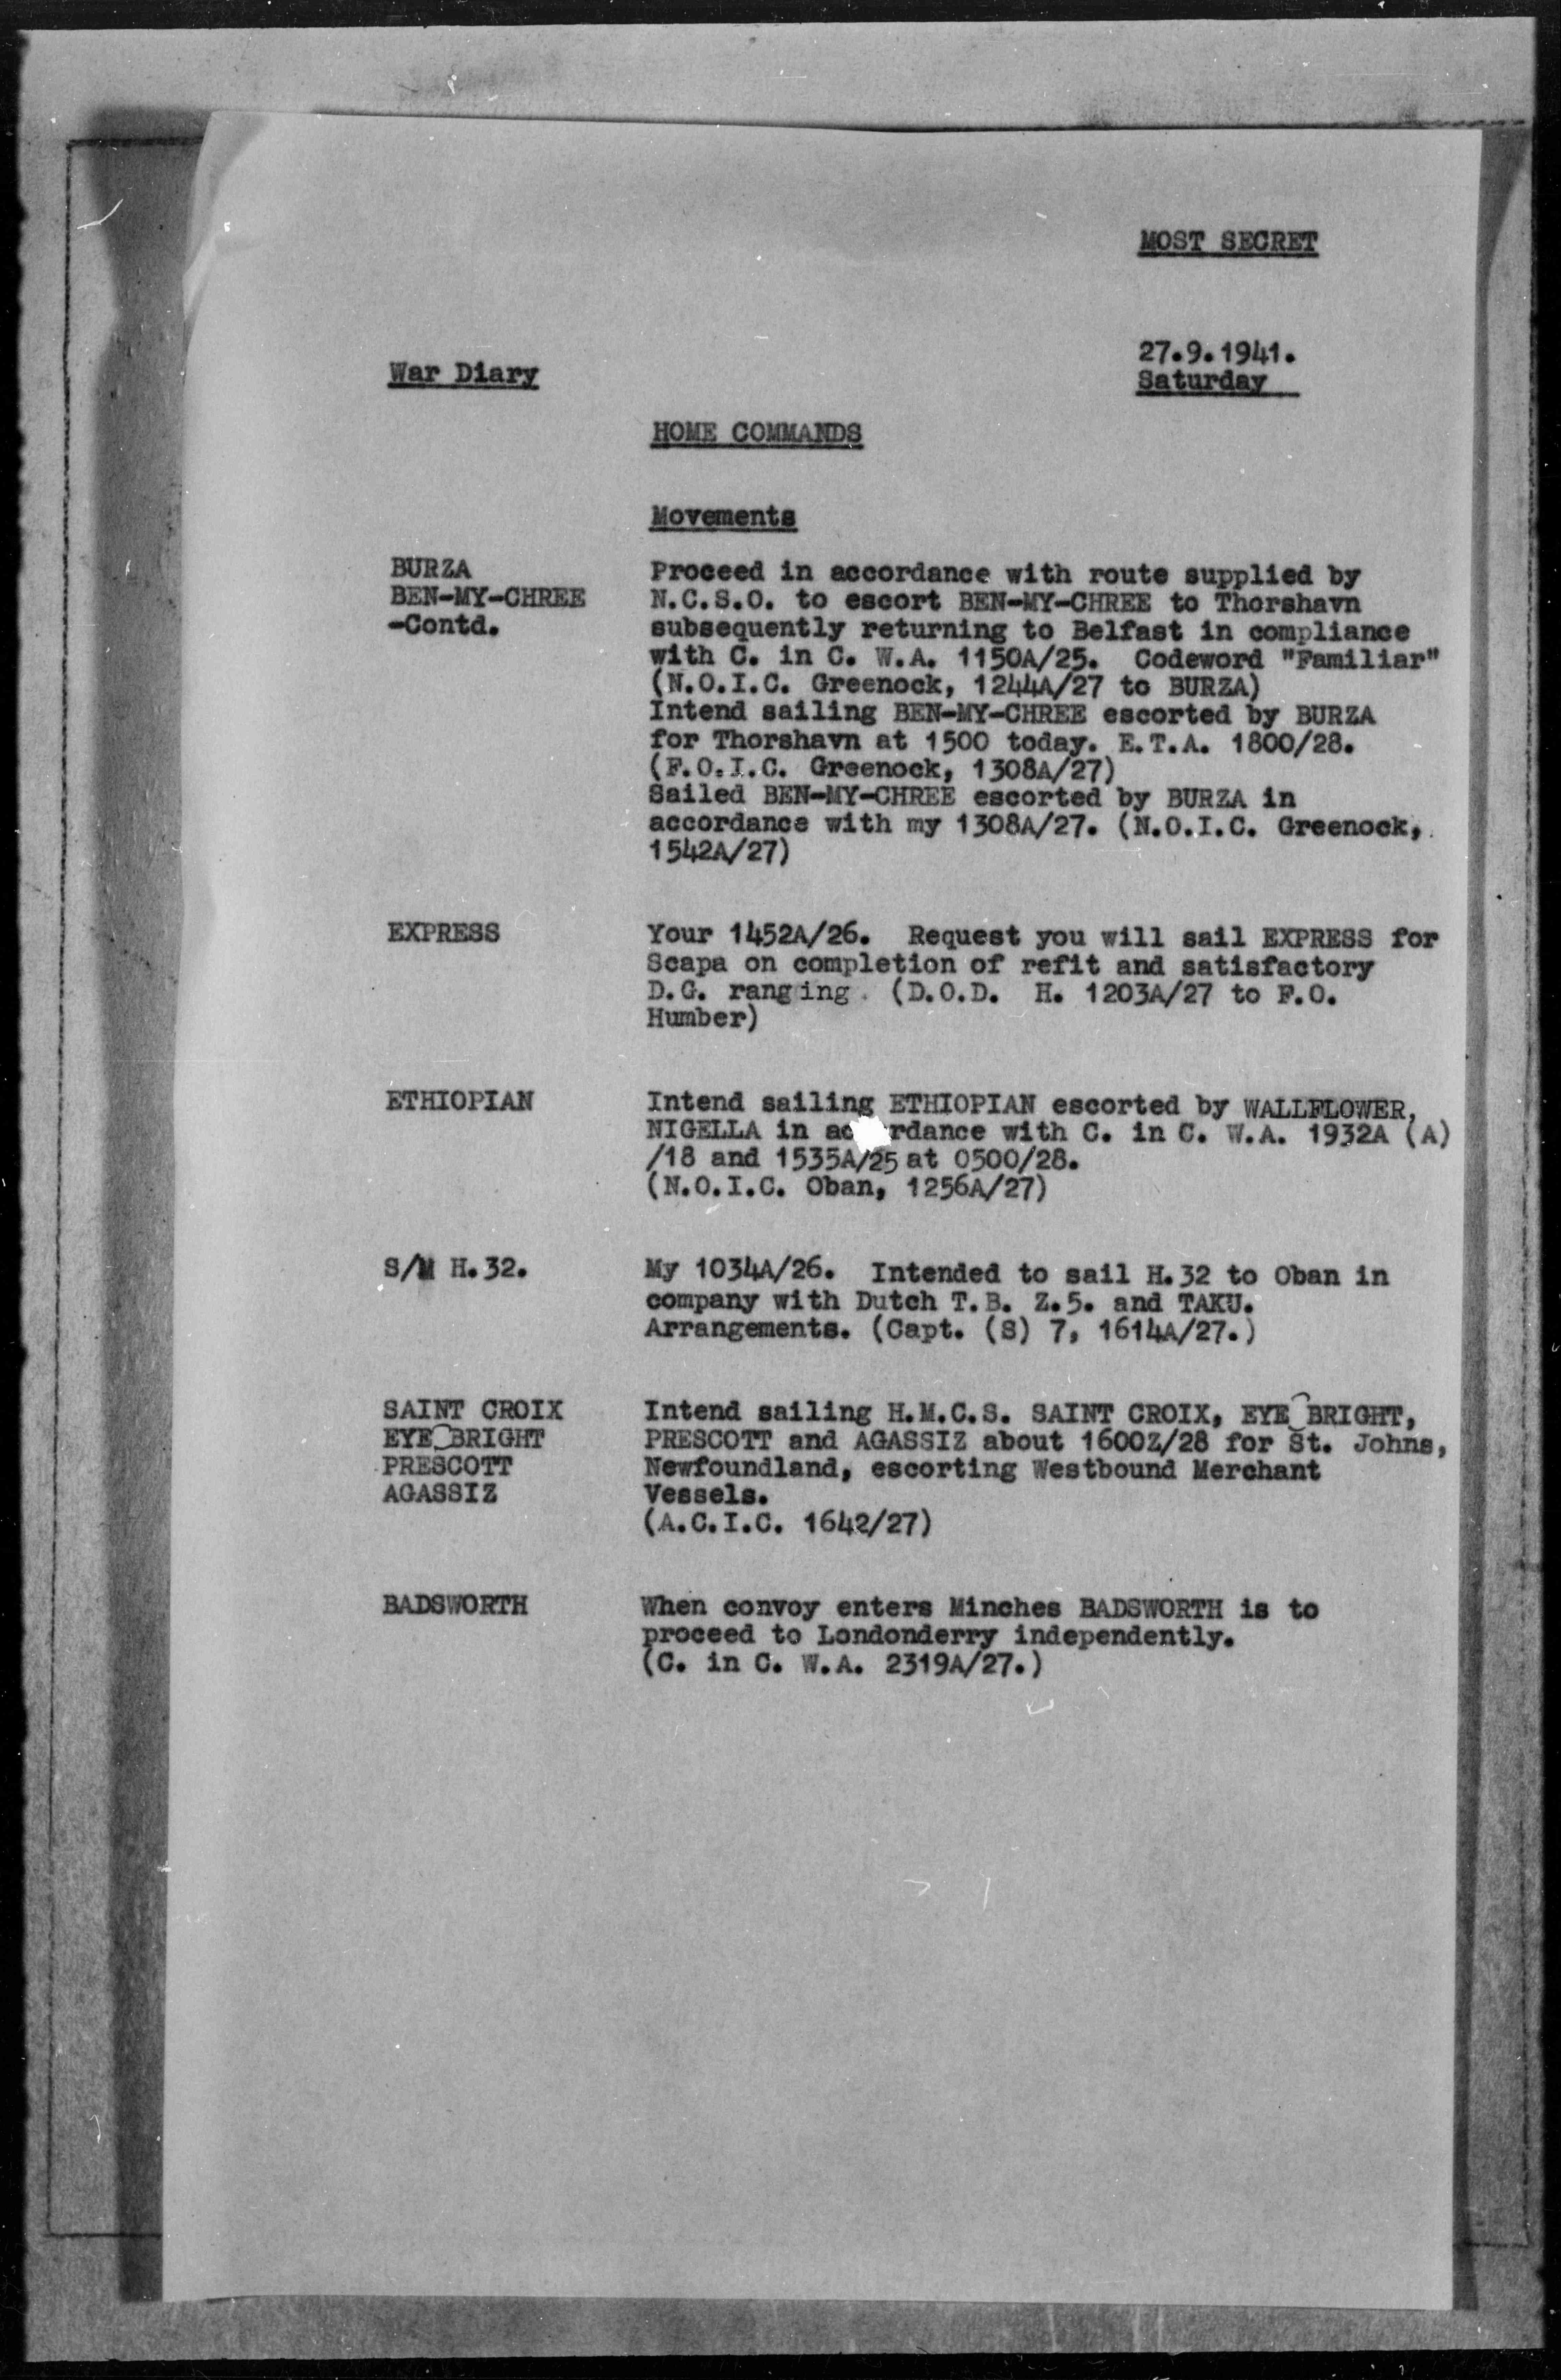 MOST SECRET
27.9.1941.
War Diary
Saturday
HOME COMMANDS
Movements
BURZA
BEN-MY-CHREE
-Contd.
Proceed in accordance with route supplied by
N.C.S.O. to escort BEN-MY-CHREE to Thorshavn
subsequently returning to Belfast in compliance
with C. in C. W.A. 1150A/25. Codeword "Familiar"
(N.O.I.C. Greenock, 1244A/27 to BURZA)
Intend sailing BEN-MY-CHREE escorted by BURZA
for Thorshavn at 1500 today. E.T.A. 1800/28.
(F.O.I.C. Greenock, 1308A/27)
Sailed BEN-MY-CHREE escorted by BURZA in
accordance with my 1308A/27. (N.O.I.C. Greenock,
1542A/27)
EXPRESS
Your 1452A/26. Request you will sail EXPRESS for
Scapa on completion of refit and satisfactory
D.G. ranging. (D.O.D. H. 1203A/27 to F.O.
Humber)
ETHIOPIAN
Intend sailing ETHIOPIAN escorted by WALLFLOWER,
NIGELLA in ac rdance with C. in C. W.A. 1932A (A)
/18 and 1535A/25 at 0500/28.
(N.O.I.C. Oban, 1256A/27)
S/M H.32.
My 1034A/26. Intended to sail H.32 to Oban in
company with Dutch T.B. Z.5. and TAKU.
Arrangements. (Capt. (S) 7, 1614A/27.)
SAINT CROIX
EYE BRIGHT
PRESCOTT
AGASSIZ
Intend sailing H.M.C.S. SAINT CROIX, EYE BRIGHT,
PRESCOTT and AGASSIZ about 1600Z/28 for St. Johns,
Newfoundland, escorting Westbound Merchant
Vessels.
(A.C.I.C. 1642/27)
BADSWORTH
When convoy enters Minches BADSWORTH is to
proceed to Londonderry independently.
(C. in C. W.A. 2319A/27.)